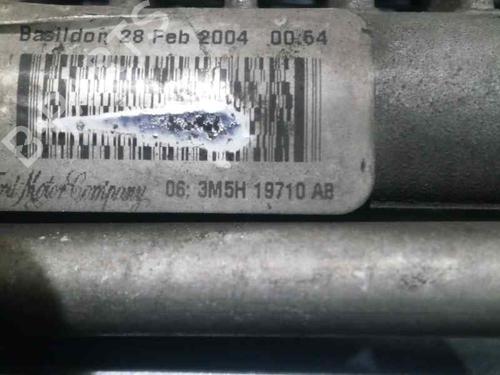 Basildon 28 Feb 2004 00:54
Ford Motor Company 06: 3M5H 19710 AB